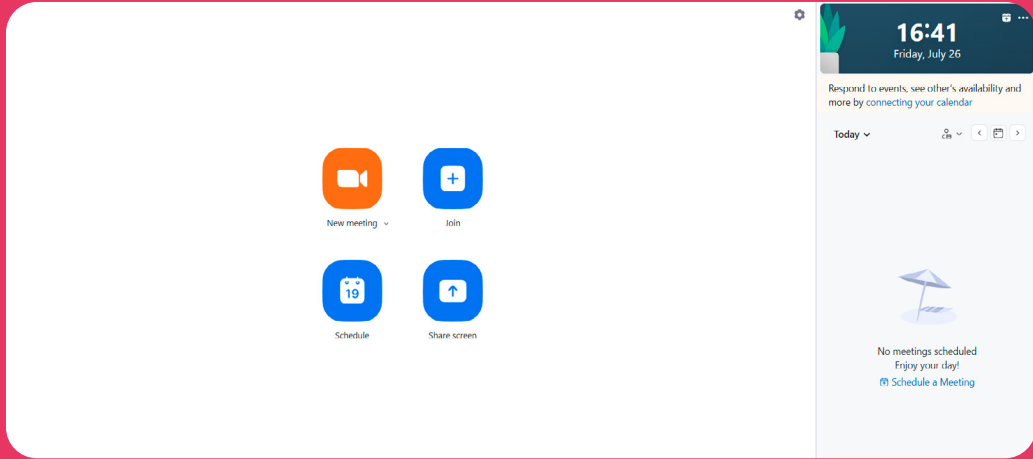 16:41
Friday, July 26
Respond to events, see other's availability and
more by connecting your calendar
Today
New meeting
Join
19
Schedule
Share screen
No meetings scheduled
Enjoy your day!
Schedule a Meeting